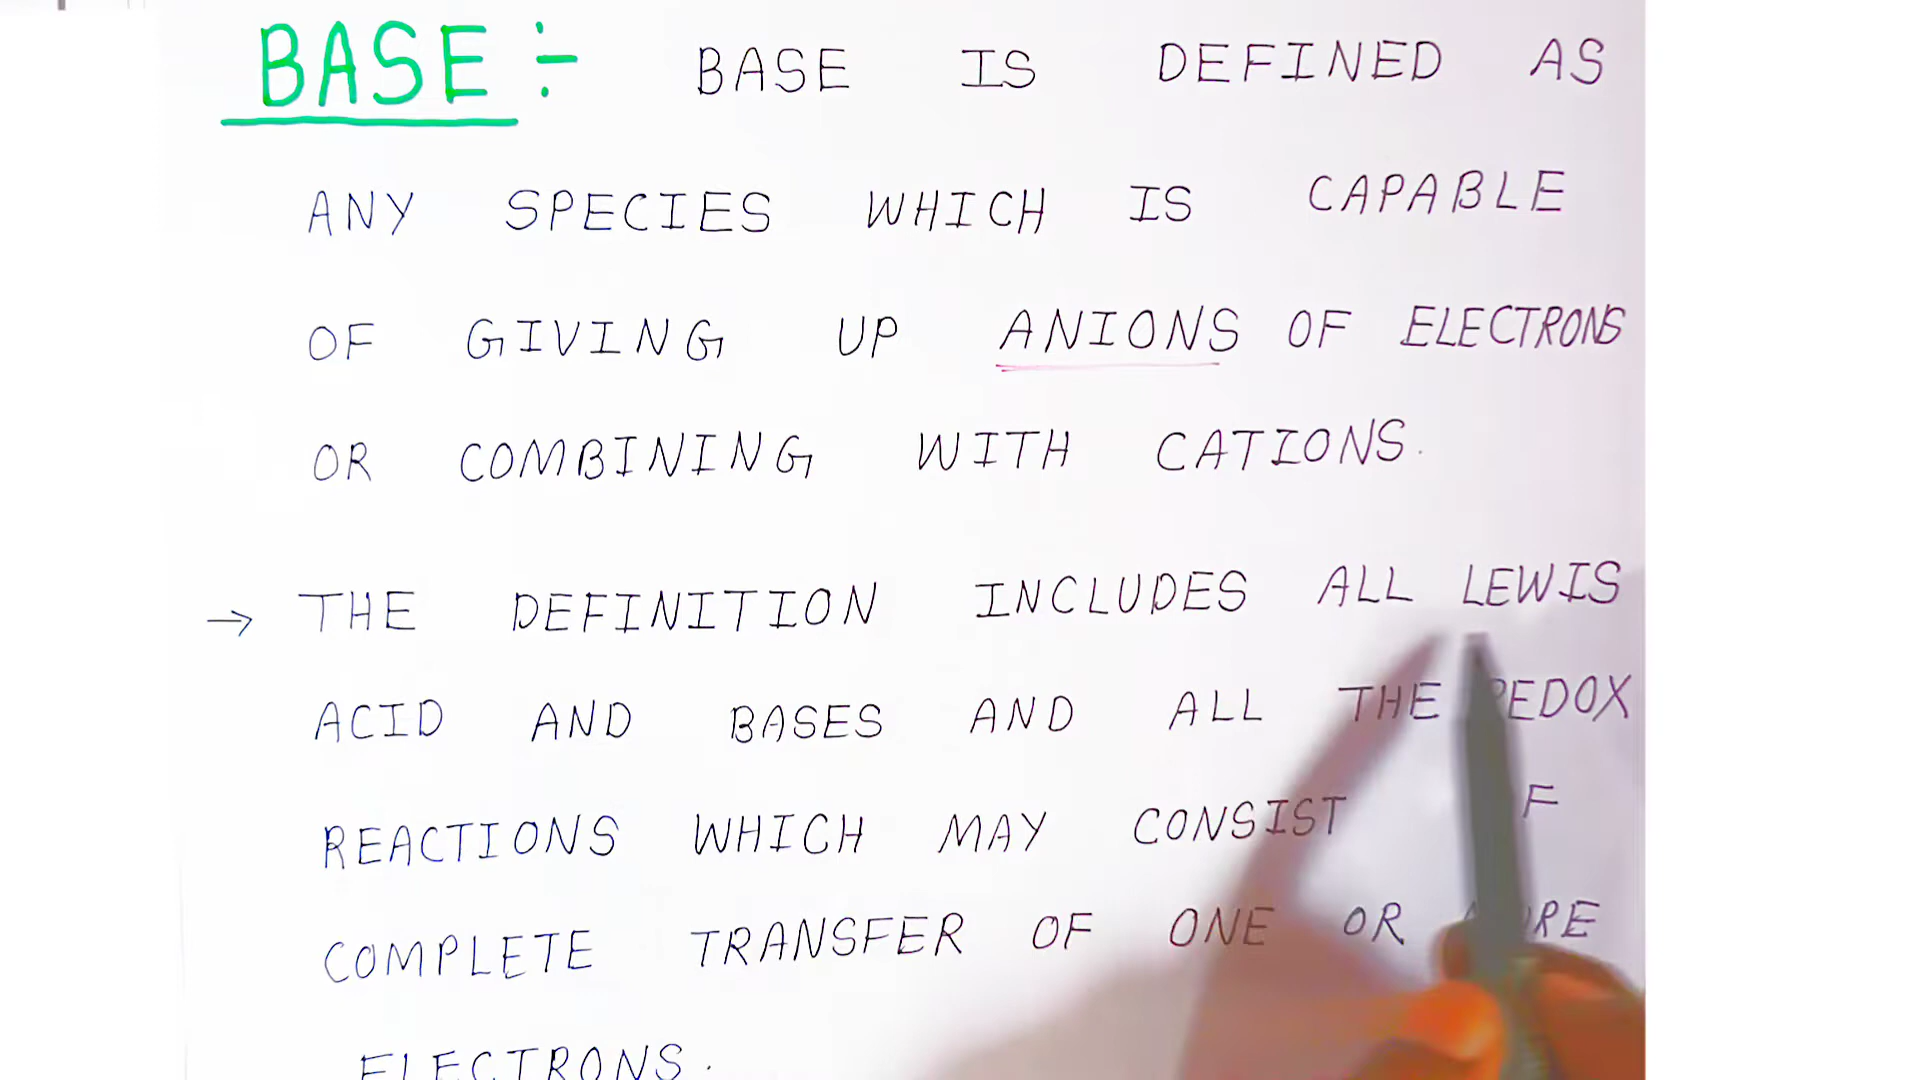 BASE :- BASE IS DEFINED AS
ANY SPECIES WHICH IS CAPABLE
OF GIVING UP ANIONS OF ELECTRONS
OR COMBINING WITH CATIONS.
→ THE DEFINITION INCLUDES ALL LEWIS
ACID AND BASES AND ALL THE REDOX
REACTIONS WHICH MAY CONSIST F
COMPLETE TRANSFER OF ONE OR MORE
ELECTRONS.